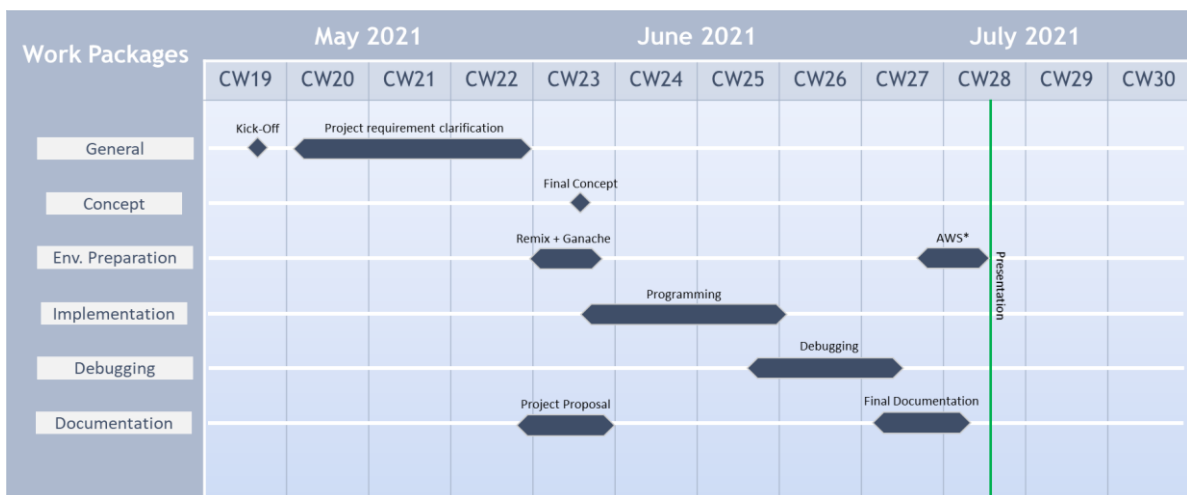 Work Packages
May 2021
June 2021
July 2021
CW19
CW20
CW21
CW22
CW23
CW24
CW25
CW26
CW27
CW28
CW29
CW30
General
Kick-Off
Project requirement clarification
Concept
Final Concept
Env. Preparation
Remix + Ganache
AWS*
Presentation
Implementation
Programming
Debugging
Debugging
Documentation
Project Proposal
Final Documentation